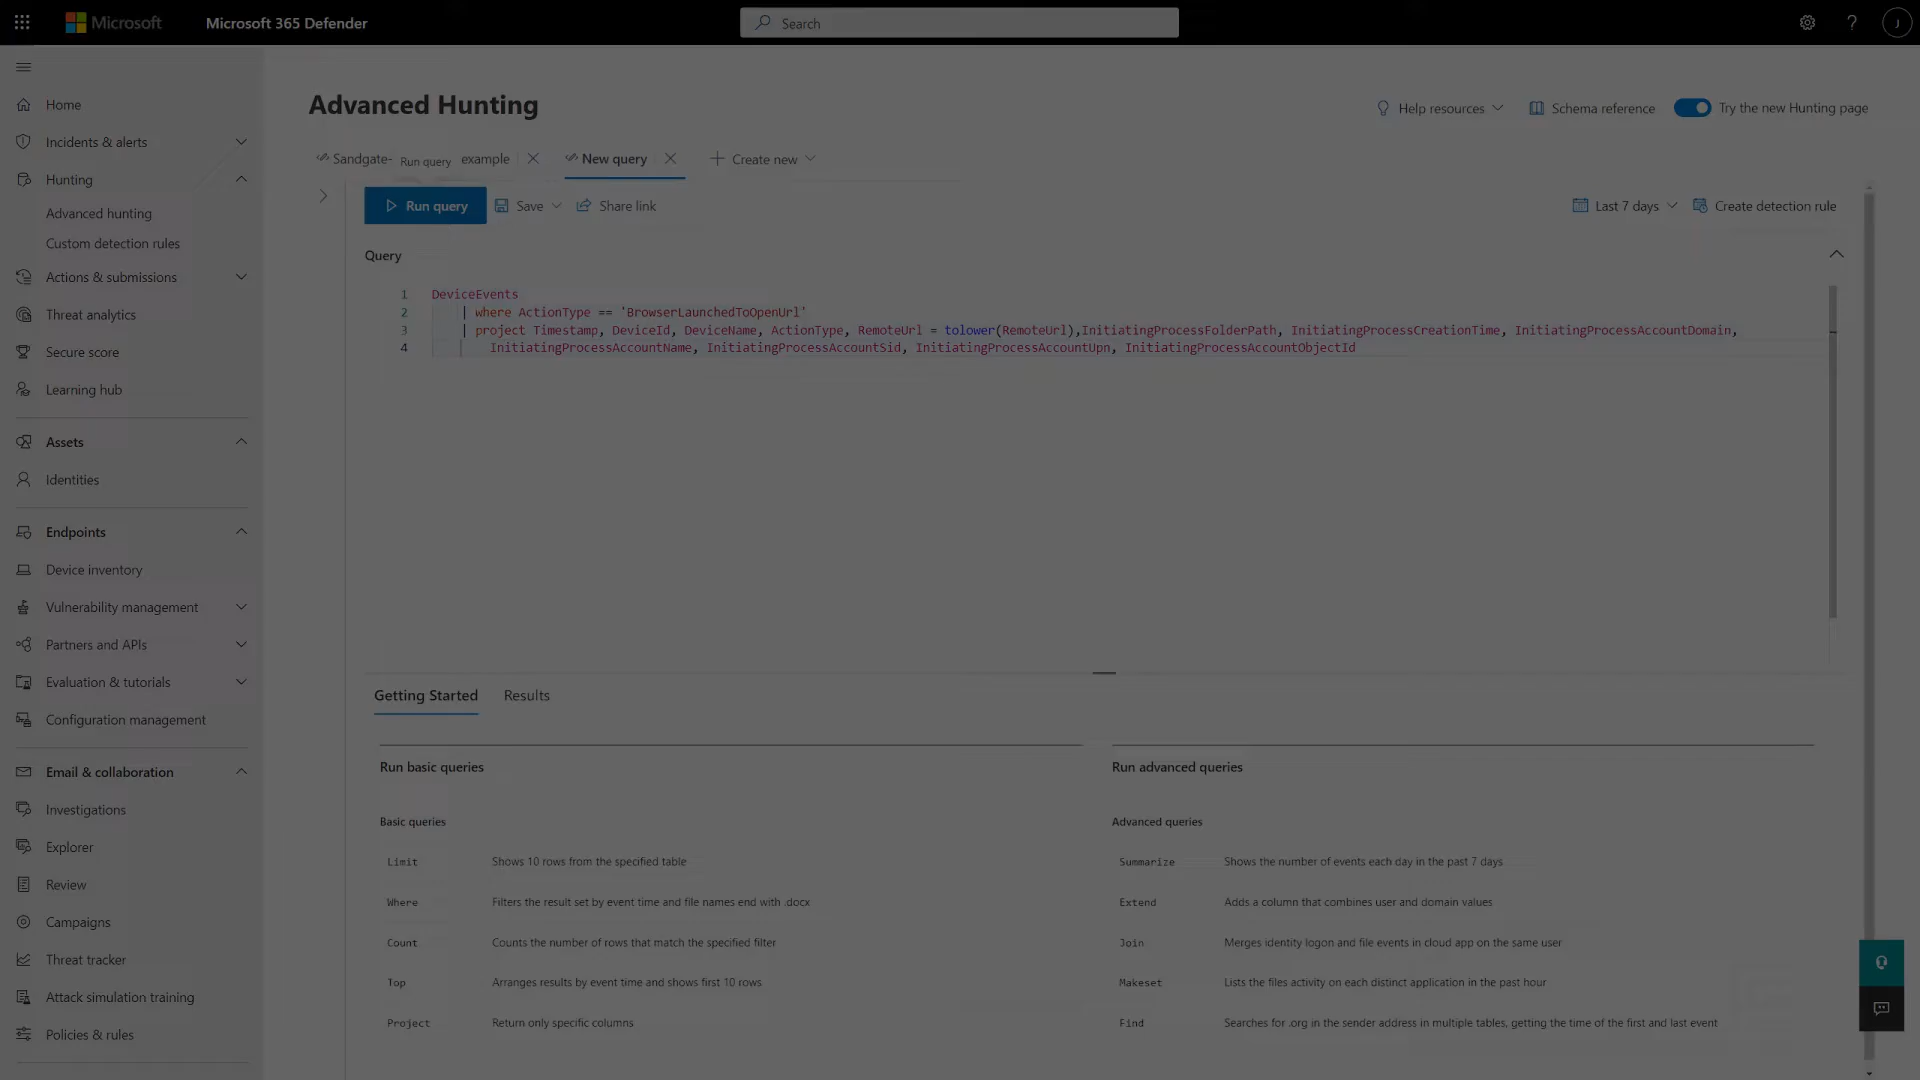 Microsoft
Microsoft 365 Defender
Search
?
J
Home
Incidents & alerts
Hunting
Advanced hunting
Custom detection rules
Actions & submissions
Threat analytics
Secure score
Learning hub
Assets
Identities
Endpoints
Device inventory
Vulnerability management
Partners and APIs
Evaluation & tutorials
Configuration management
Email & collaboration
Investigations
Explorer
Review
Campaigns
Threat tracker
Attack simulation training
Policies & rules
Advanced Hunting
Help resources
Schema reference
Try the new Hunting page
Sandgate- Run query example
New query
Create new
Run query
Save
Share link
Last 7 days
Create detection rule
Query
1 DeviceEvents
2 | where ActionType == 'BrowserLaunchedToOpenUrl'
3 | project Timestamp, DeviceId, DeviceName, ActionType, RemoteUrl = tolower(RemoteUrl),InitiatingProcessFolderPath, InitiatingProcessCreationTime, InitiatingProcessAccountDomain,
4 InitiatingProcessAccountName, InitiatingProcessAccountSid, InitiatingProcessAccountUpn, InitiatingProcessAccountObjectId
Getting Started
Results
Run basic queries
Basic queries
Limit Shows 10 rows from the specified table
Where Filters the result set by event time and file names end with .docx
Count Counts the number of rows that match the specified filter
Top Arranges results by event time and shows first 10 rows
Project Return only specific columns
Run advanced queries
Advanced queries
Summarize Shows the number of events each day in the past 7 days
Extend Adds a column that combines user and domain values
Join Merges identity logon and file events in cloud app on the same user
Makeset Lists the files activity on each distinct application in the past hour
Find Searches for .org in the sender address in multiple tables, getting the time of the first and last event